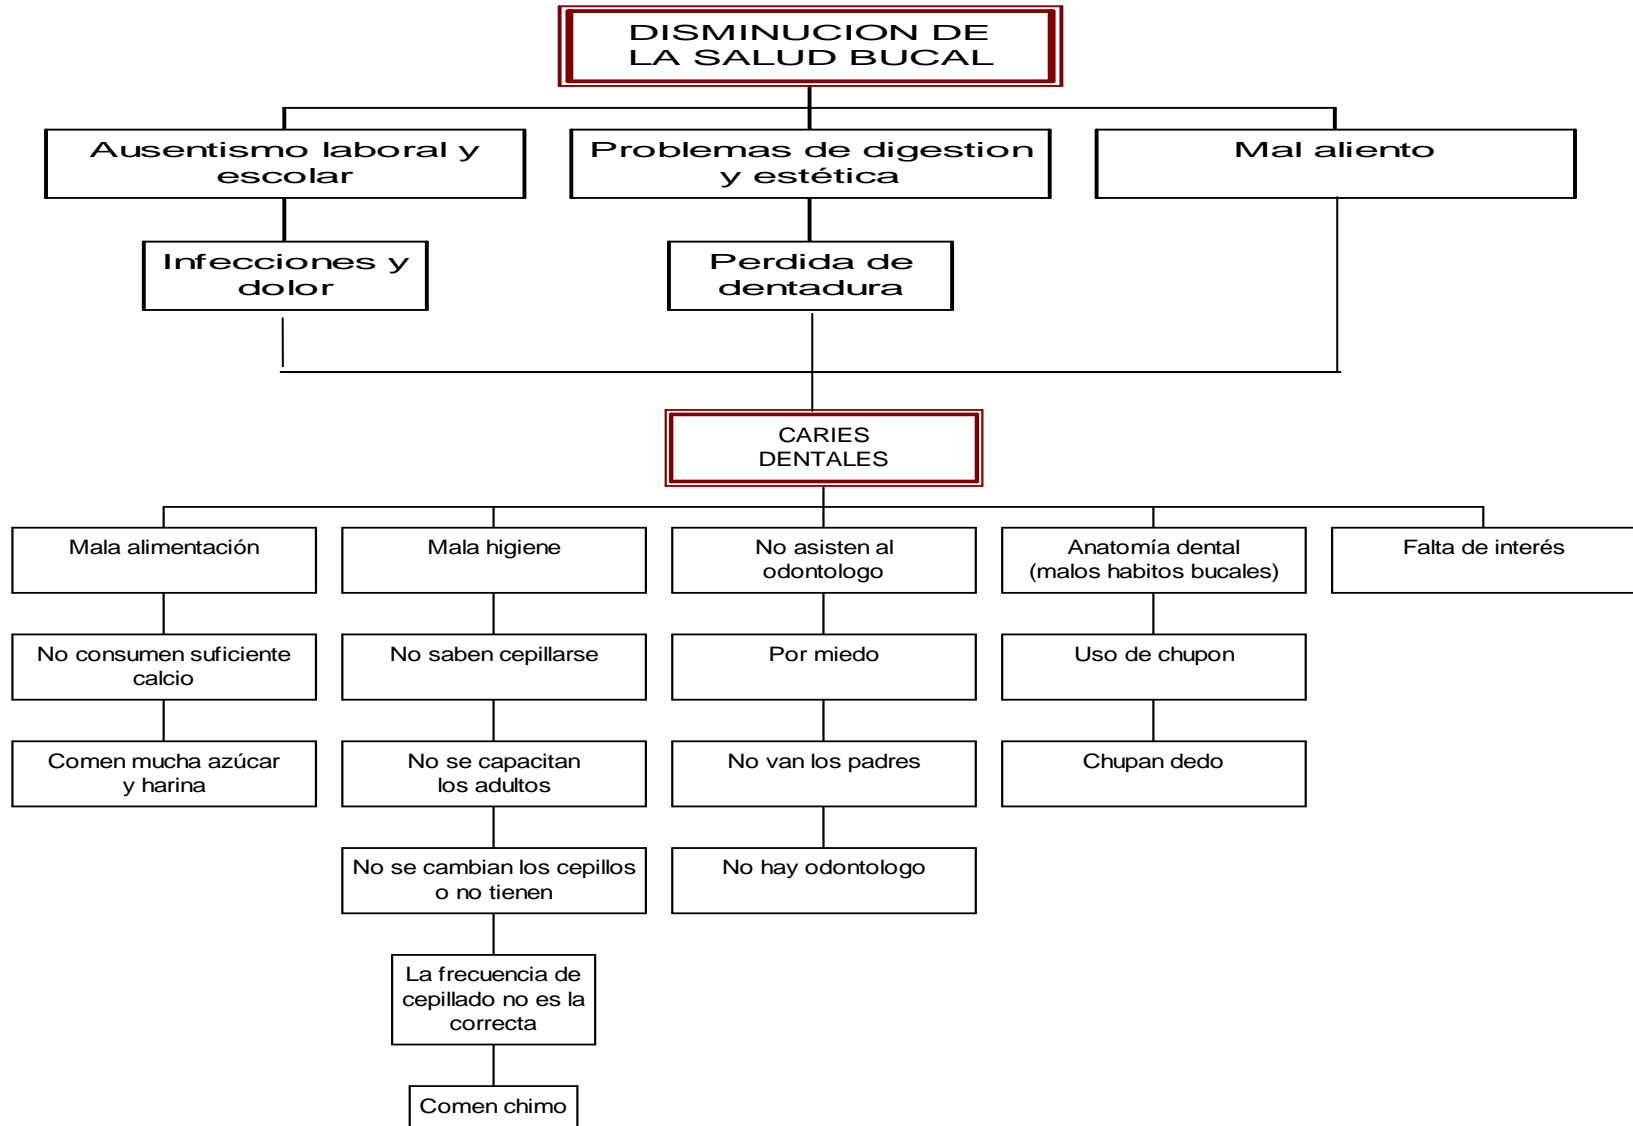 DISMINUCION DE
LA SALUD BUCAL
Ausentismo laboral y
escolar
Problemas de digestion
y estética
Mal aliento
Infecciones y
dolor
Perdida de
dentadura
CARIES
DENTALES
Mala alimentación
Mala higiene
No asisten al
odontologo
Anatomía dental
(malos habitos bucales)
Falta de interés
No consumen suficiente
calcio
No saben cepillarse
Por miedo
Uso de chupon
Comen mucha azúcar
y harina
No se capacitan
los adultos
No van los padres
Chupan dedo
No se cambian los cepillos
o no tienen
No hay odontologo
La frecuencia de
cepillado no es la
correcta
Comen chimo